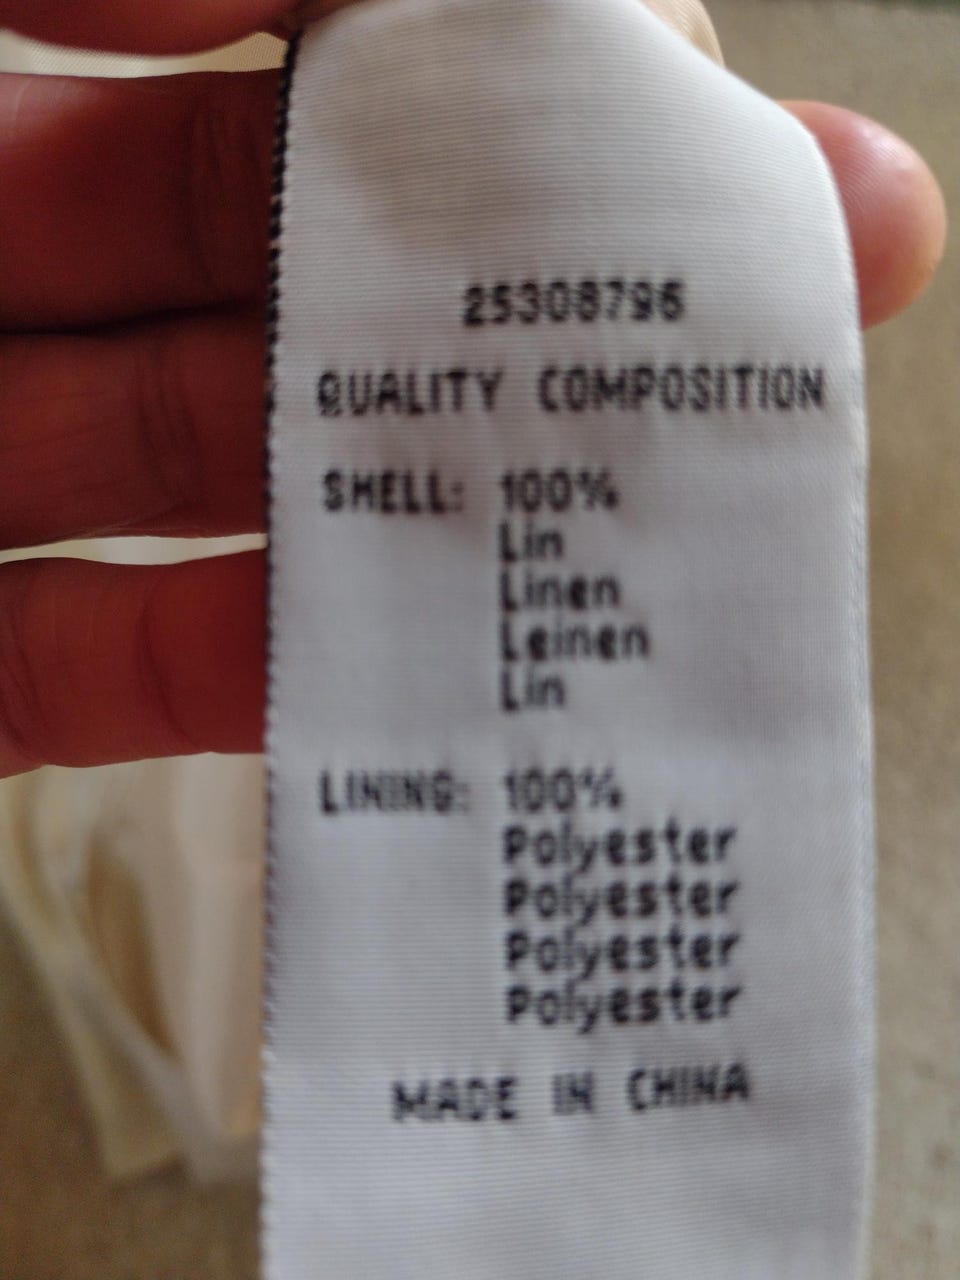 25308796
QUALITY COMPOSITION
SHELL: 100%
Lin
Linen
Leinen
Lin
LINING: 100%
Polyester
Polyester
Polyester
Polyester
MADE IN CHINA